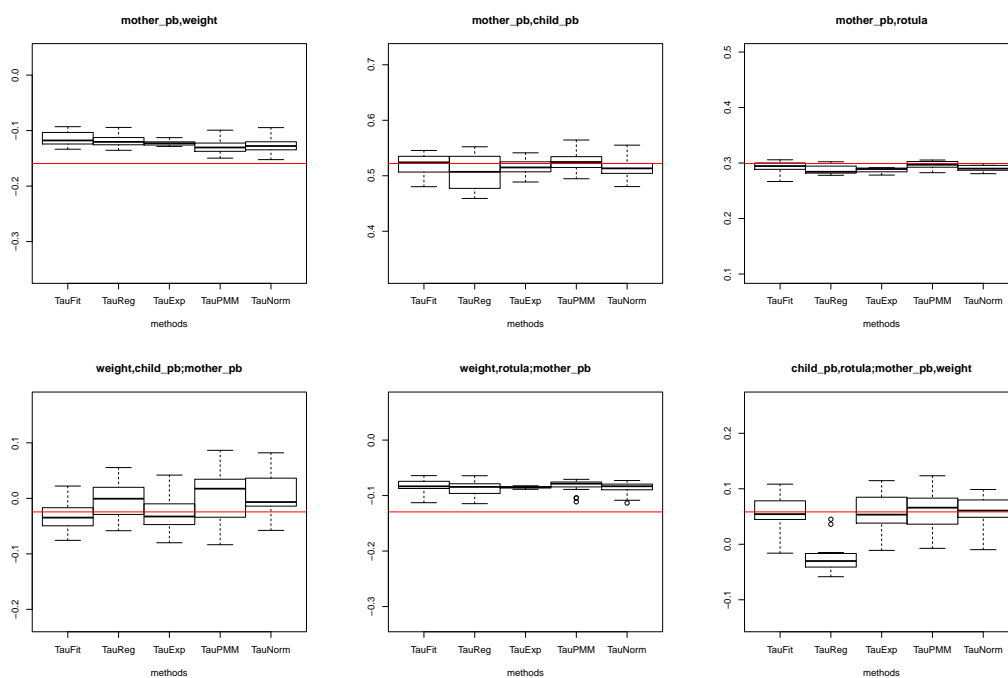 mother_pb,weight
0.0
−0.1
−0.2
−0.3
TauFit TauReg TauExp TauPMM TauNorm
methods
mother_pb,child_pb
0.7
0.6
0.5
0.4
TauFit TauReg TauExp TauPMM TauNorm
methods
mother_pb,rotula
0.5
0.4
0.3
0.2
0.1
TauFit TauReg TauExp TauPMM TauNorm
methods
weight,child_pb;mother_pb
0.1
0.0
−0.1
−0.2
TauFit TauReg TauExp TauPMM TauNorm
methods
weight,rotula;mother_pb
0.0
−0.1
−0.2
−0.3
TauFit TauReg TauExp TauPMM TauNorm
methods
child_pb,rotula;mother_pb,weight
0.2
0.1
0.0
−0.1
TauFit TauReg TauExp TauPMM TauNorm
methods